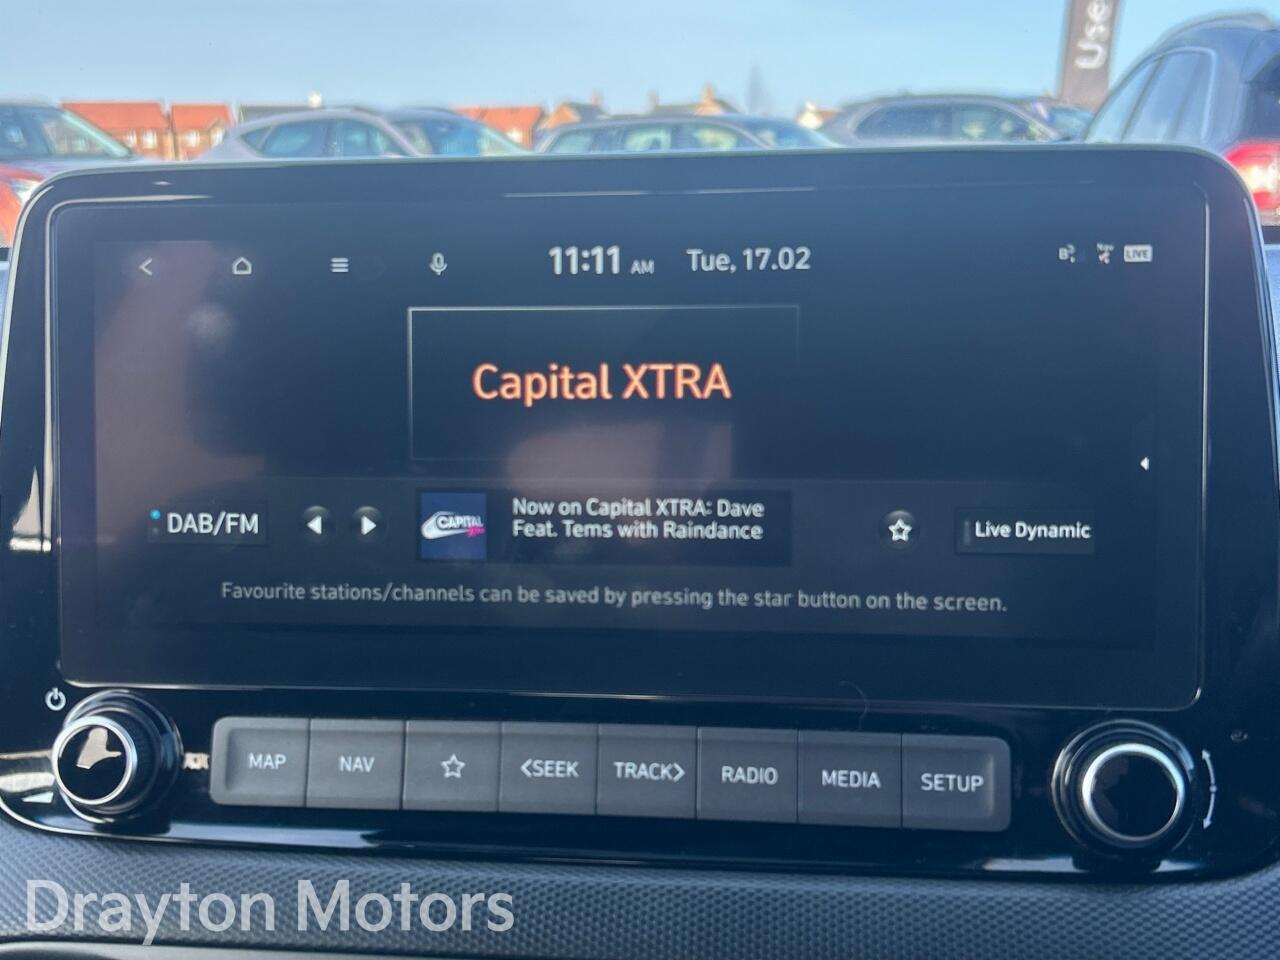 Use
11:11 AM Tue, 17.02
LIVE
Capital XTRA
DAB/FM
CAPITAL
XTRA
Now on Capital XTRA: Dave
Feat. Tems with Raindance
Live Dynamic
Favourite stations/channels can be saved by pressing the star button on the screen.
MAP
NAV
<SEEK
TRACK>
RADIO
MEDIA
SETUP
Drayton Motors